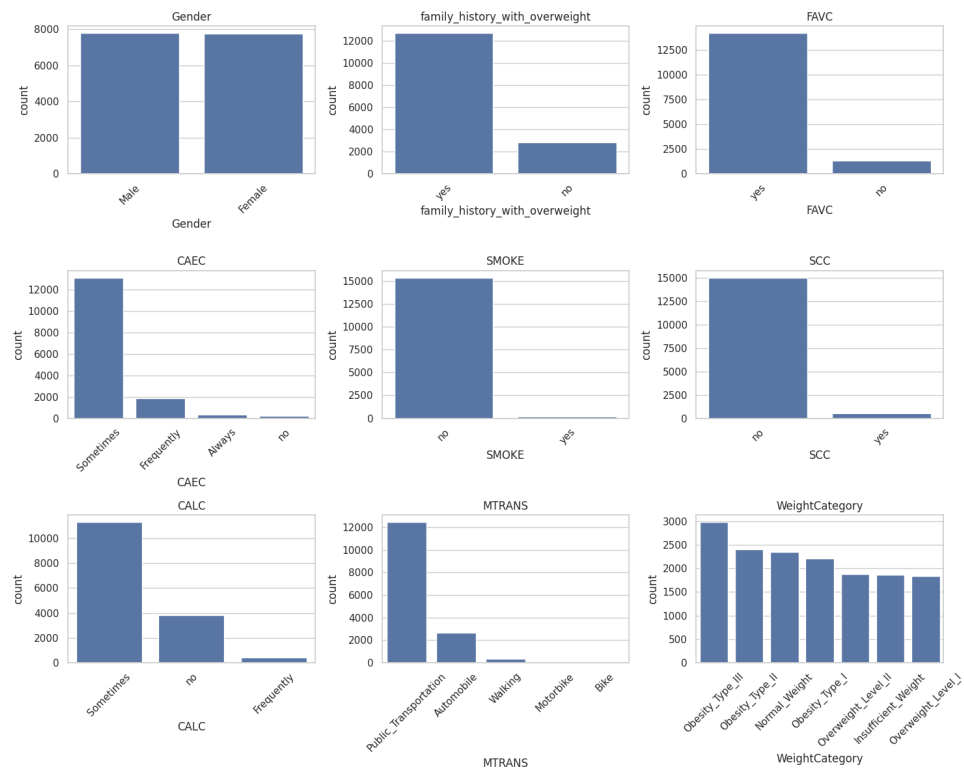 Gender
8000
6000
4000
2000
0
count
Male
Female
Gender
family_history_with_overweight
12000
10000
8000
6000
4000
2000
0
count
yes
no
family_history_with_overweight
FAVC
12500
10000
7500
5000
2500
0
count
yes
no
FAVC
CAEC
12000
10000
8000
6000
4000
2000
0
count
Sometimes
Frequently
Always
no
CAEC
SMOKE
15000
12500
10000
7500
5000
2500
0
count
no
yes
SMOKE
SCC
15000
12500
10000
7500
5000
2500
0
count
no
yes
SCC
CALC
10000
8000
6000
4000
2000
0
count
Sometimes
no
Frequently
CALC
MTRANS
12000
10000
8000
6000
4000
2000
0
count
Public_Transportation
Automobile
Walking
Motorbike
Bike
MTRANS
WeightCategory
3000
2500
2000
1500
1000
500
0
count
Obesity_Type_III
Obesity_Type_II
Normal_Weight
Obesity_Type_I
Overweight_Level_II
Insufficient_Weight
Overweight_Level_I
WeightCategory